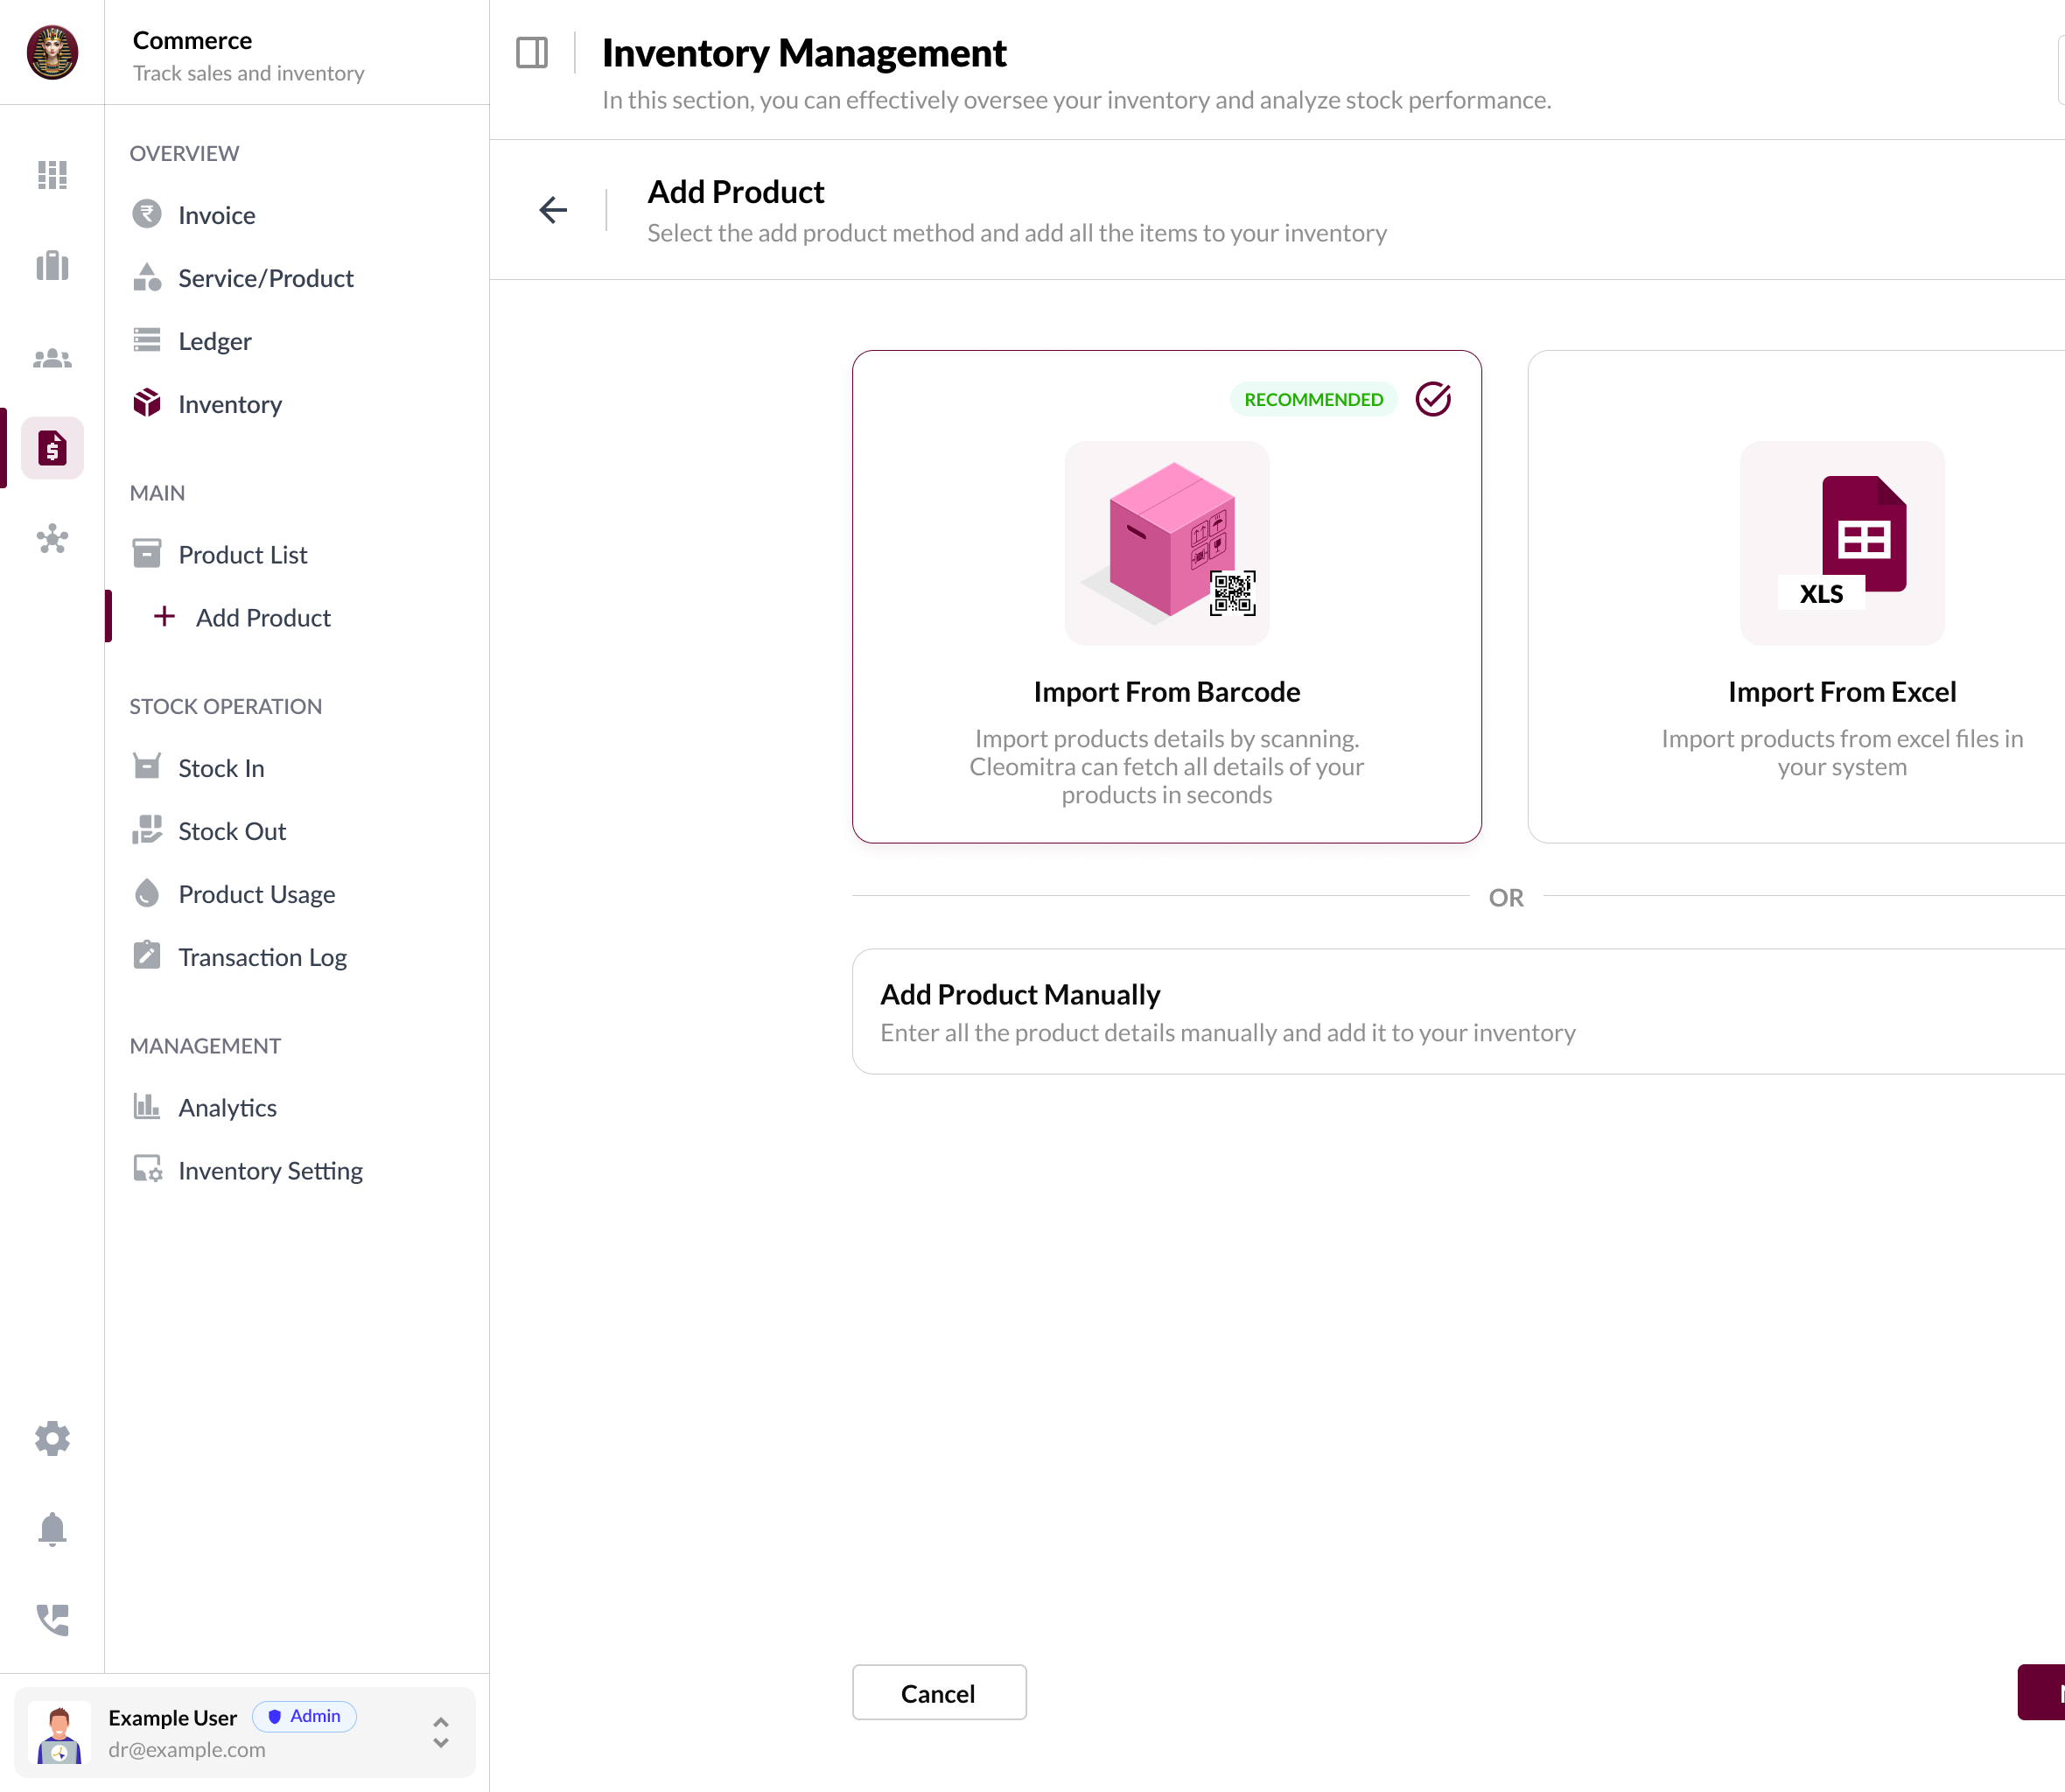 Commerce
Track sales and inventory
OVERVIEW
Invoice
Service/Product
Ledger
Inventory
MAIN
Product List
Add Product
STOCK OPERATION
Stock In
Stock Out
Product Usage
Transaction Log
MANAGEMENT
Analytics
Inventory Setting
Example User
Admin
dr@example.com
Inventory Management
In this section, you can effectively oversee your inventory and analyze stock performance.
Add Product
Select the add product method and add all the items to your inventory
RECOMMENDED
Import From Barcode
Import products details by scanning.
Cleomitra can fetch all details of your
products in seconds
XLS
Import From Excel
Import products from excel files in
your system
OR
Add Product Manually
Enter all the product details manually and add it to your inventory
Cancel